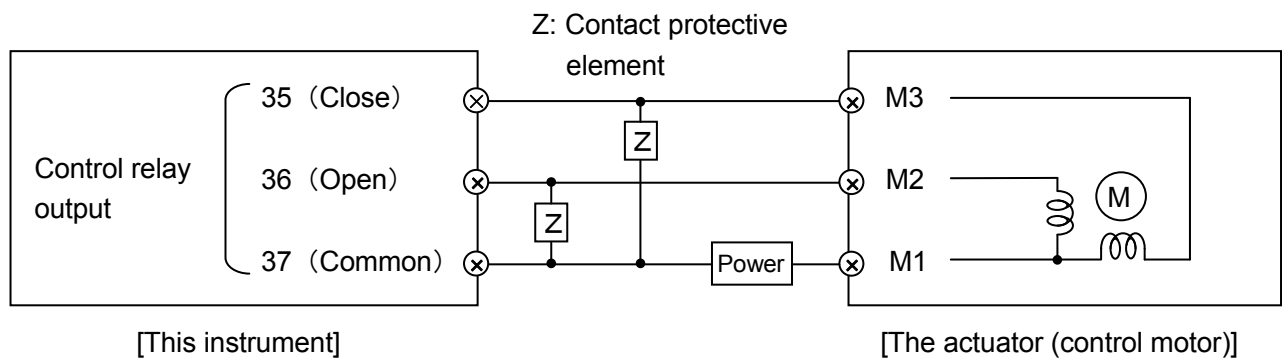 Z: Contact protective
element
35（Close）
M3
Z
Control relay
output
36（Open）
M2
M
Z
37（Common）
Power
M1
[This instrument]
[The actuator (control motor)]